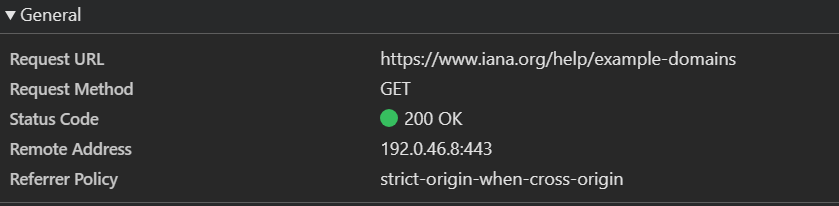 General
Request URL https://www.iana.org/help/example-domains
Request Method GET
Status Code 200 OK
Remote Address 192.0.46.8:443
Referrer Policy strict-origin-when-cross-origin